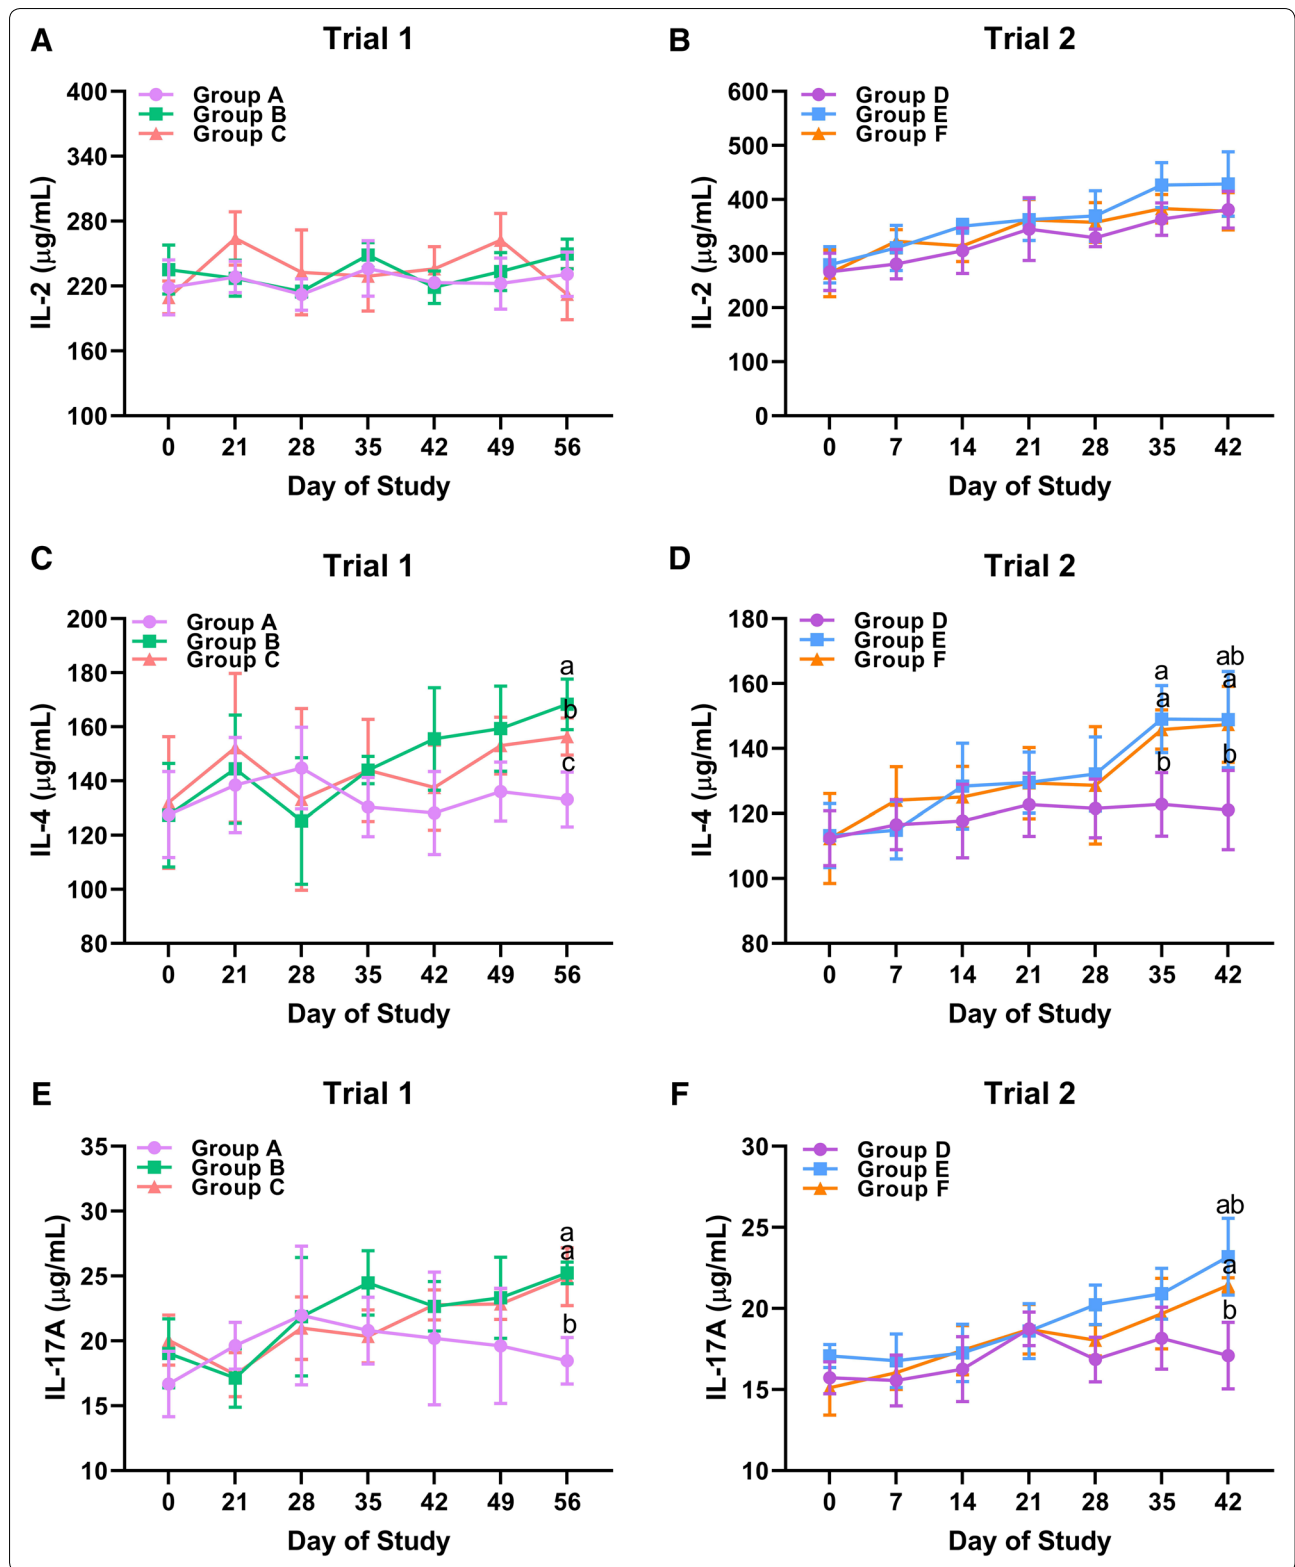 A
Trial 1
400
340
280
220
160
100
IL-2 (μg/mL)
Group A
Group B
Group C
0 21 28 35 42 49 56
Day of Study
B
Trial 2
600
500
400
300
200
100
0
IL-2 (μg/mL)
Group D
Group E
Group F
0 7 14 21 28 35 42
Day of Study
C
Trial 1
200
180
160
140
120
100
80
IL-4 (μg/mL)
Group A
Group B
Group C
a
b
c
0 21 28 35 42 49 56
Day of Study
D
Trial 2
180
160
140
120
100
80
IL-4 (μg/mL)
Group D
Group E
Group F
a
a
b
ab
a
b
0 7 14 21 28 35 42
Day of Study
E
Trial 1
35
30
25
20
15
10
IL-17A (μg/mL)
Group A
Group B
Group C
a
a
b
0 21 28 35 42 49 56
Day of Study
F
Trial 2
30
25
20
15
10
IL-17A (μg/mL)
Group D
Group E
Group F
ab
a
b
0 7 14 21 28 35 42
Day of Study